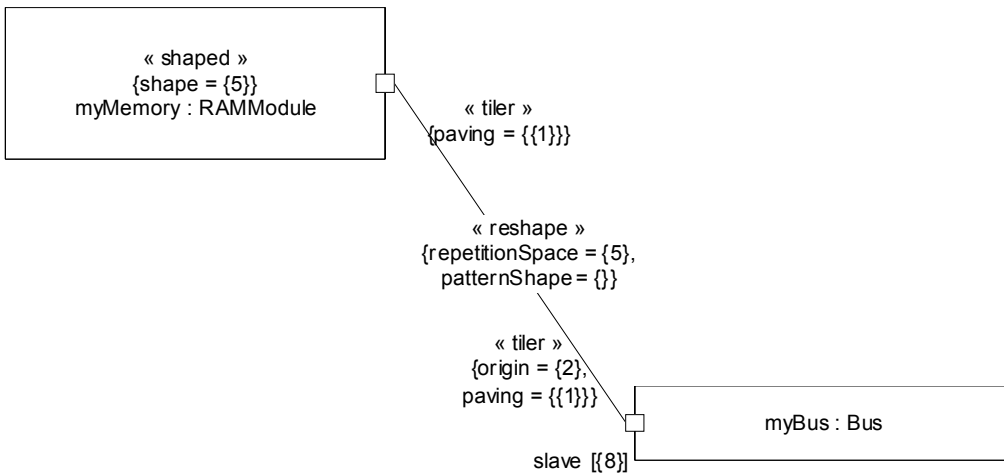 « shaped »
{shape = {5}}
myMemory : RAMModule
« tiler »
{paving = {{1}}}
« reshape »
{repetitionSpace = {5},
patternShape = {}}
« tiler »
{origin = {2},
paving = {{1}}}
myBus : Bus
slave [{8}]